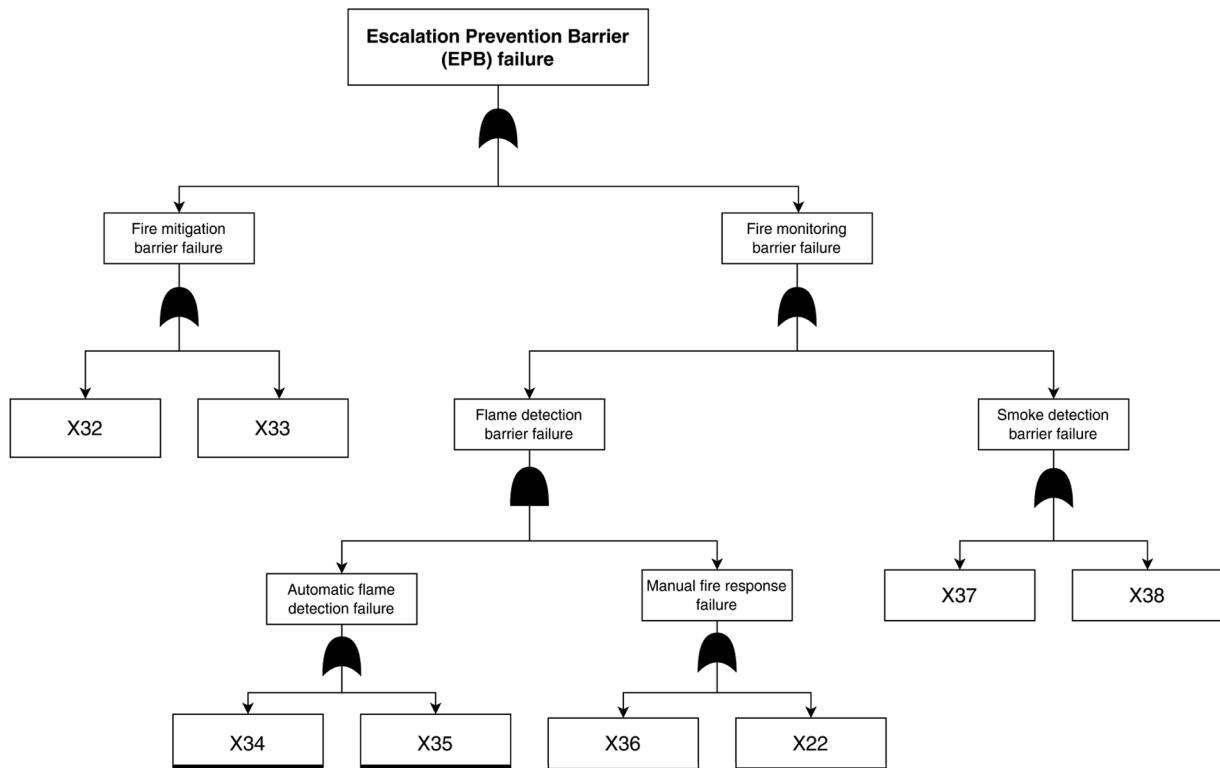 Escalation Prevention Barrier
(EPB) failure
Fire mitigation
barrier failure
Fire monitoring
barrier failure
X32
X33
Flame detection
barrier failure
Smoke detection
barrier failure
Automatic flame
detection failure
Manual fire response
failure
X37
X38
X34
X35
X36
X22